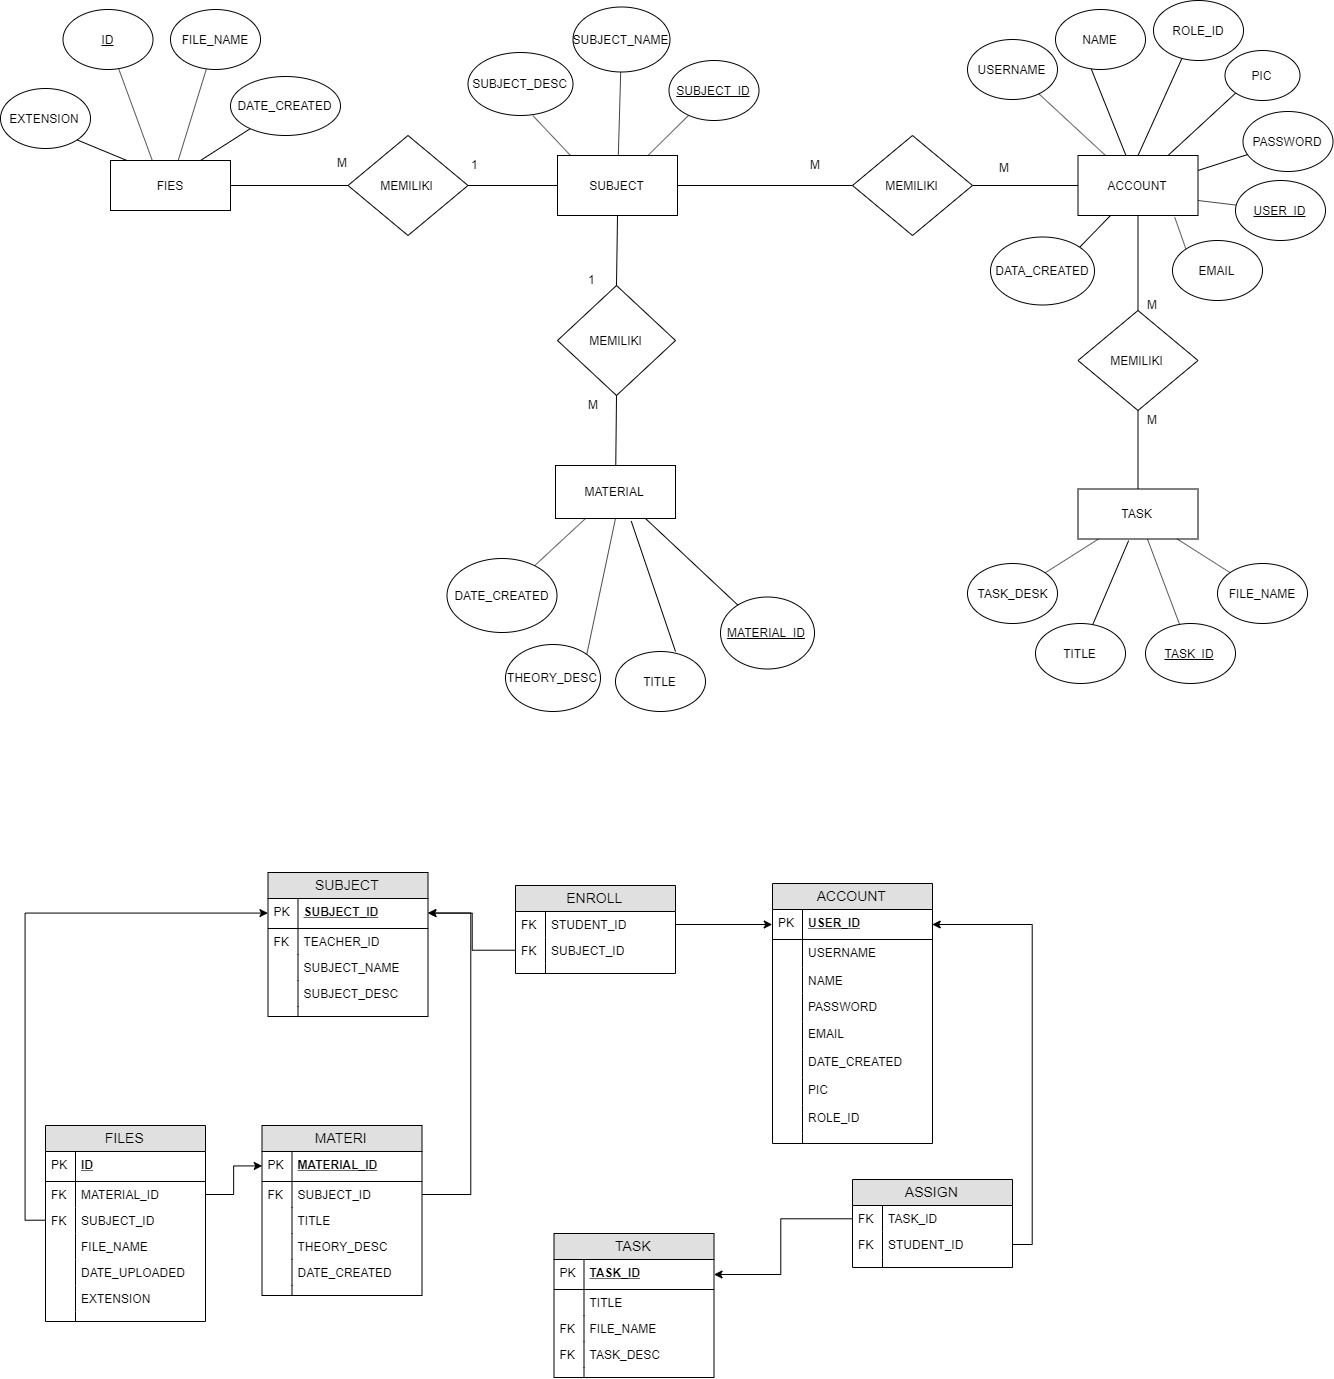 ID
FILE_NAME
EXTENSION
DATE_CREATED
FIES
M
MEMILIKI
1
SUBJECT_DESC
SUBJECT_NAME
SUBJECT_ID
SUBJECT
M
MEMILIKI
M
USERNAME
NAME
ROLE_ID
PIC
PASSWORD
USER_ID
EMAIL
DATA_CREATED
ACCOUNT
1
MEMILIKI
M
M
MEMILIKI
M
MATERIAL
DATE_CREATED
THEORY_DESC
TITLE
MATERIAL_ID
TASK
TASK_DESK
TITLE
TASK_ID
FILE_NAME
SUBJECT
PK SUBJECT_ID
FK TEACHER_ID
SUBJECT_NAME
SUBJECT_DESC
ENROLL
FK STUDENT_ID
FK SUBJECT_ID
ACCOUNT
PK USER_ID
USERNAME
NAME
PASSWORD
EMAIL
DATE_CREATED
PIC
ROLE_ID
FILES
PK ID
FK MATERIAL_ID
FK SUBJECT_ID
FILE_NAME
DATE_UPLOADED
EXTENSION
MATERI
PK MATERIAL_ID
FK SUBJECT_ID
TITLE
THEORY_DESC
DATE_CREATED
TASK
PK TASK_ID
TITLE
FK FILE_NAME
FK TASK_DESC
ASSIGN
FK TASK_ID
FK STUDENT_ID